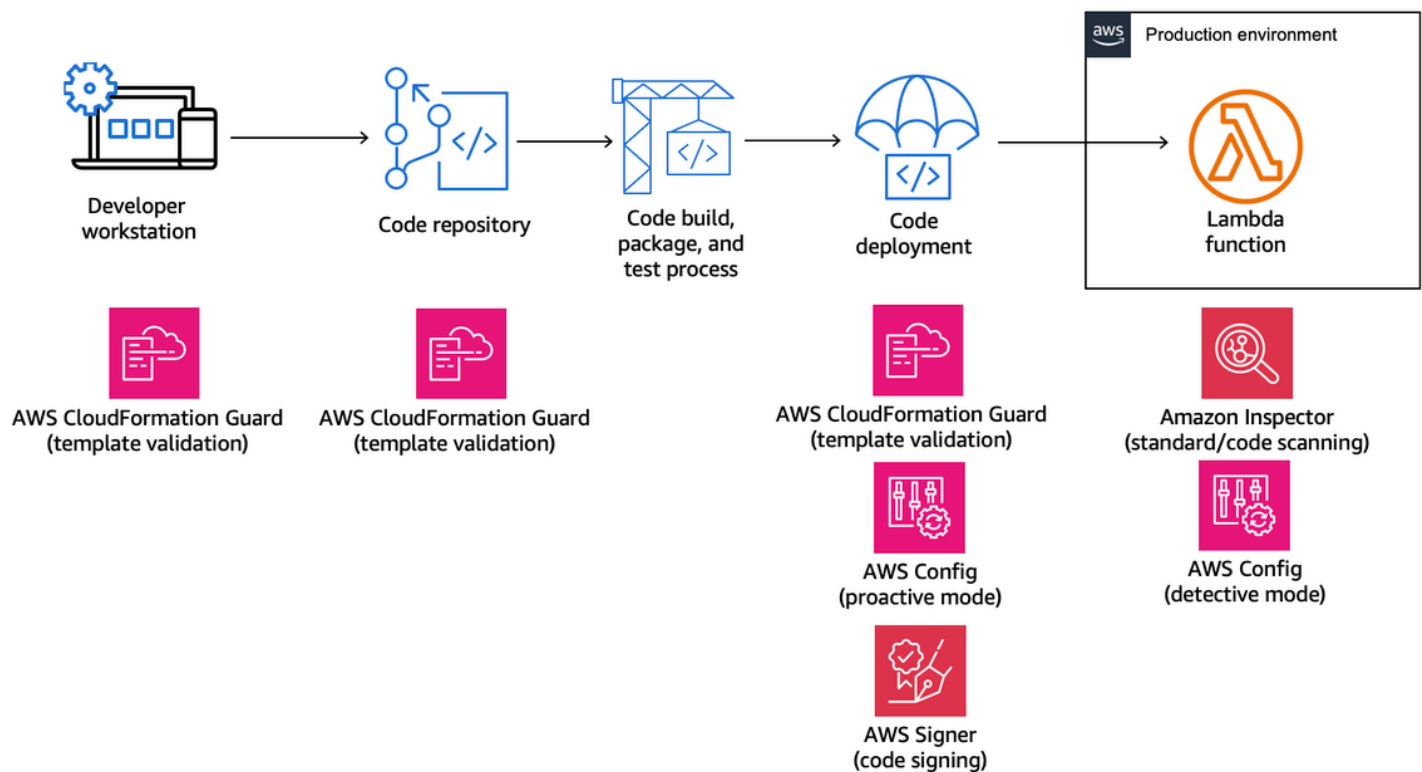 aws
Production environment
Developer
workstation
Code repository
Code build,
package, and
test process
Code
deployment
Lambda
function
</>
</>
</>
AWS CloudFormation Guard
(template validation)
AWS CloudFormation Guard
(template validation)
AWS CloudFormation Guard
(template validation)
Amazon Inspector
(standard/code scanning)
AWS Config
(proactive mode)
AWS Config
(detective mode)
AWS Signer
(code signing)